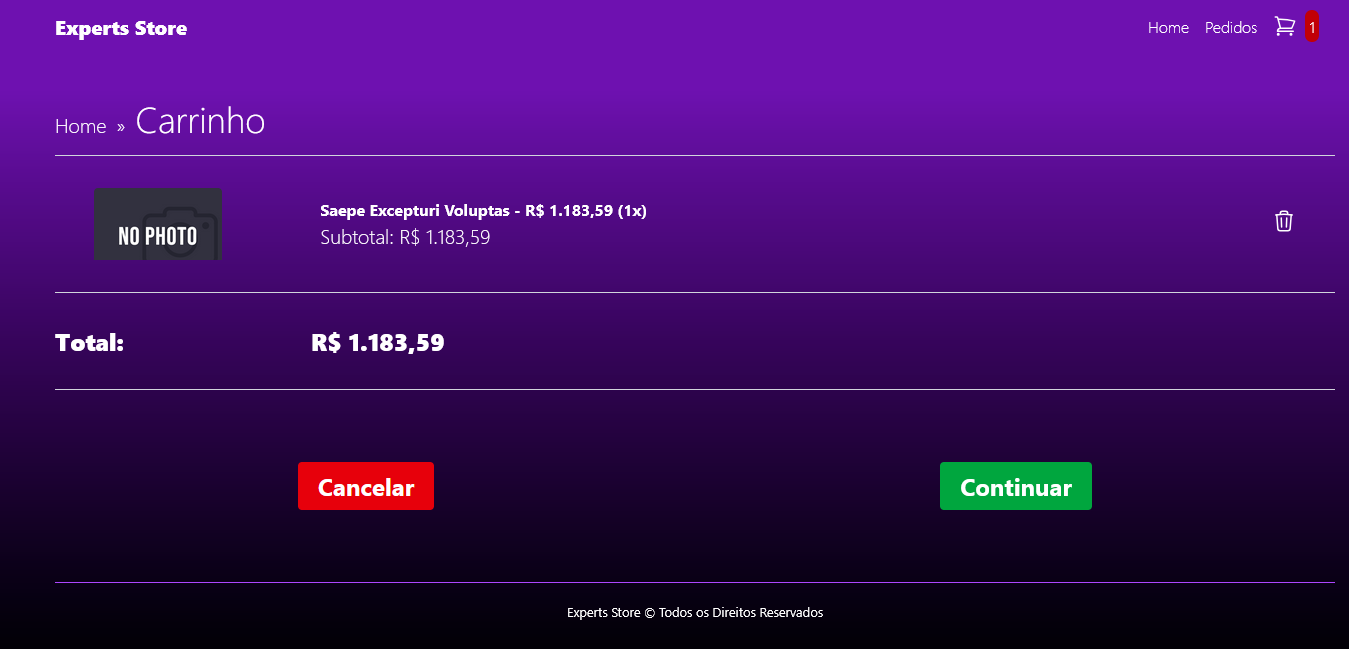 Experts Store
Home Pedidos 1
Home » Carrinho
NO PHOTO
Saepe Excepturi Voluptas - R$ 1.183,59 (1x)
Subtotal: R$ 1.183,59
Total: R$ 1.183,59
Cancelar
Continuar
Experts Store © Todos os Direitos Reservados